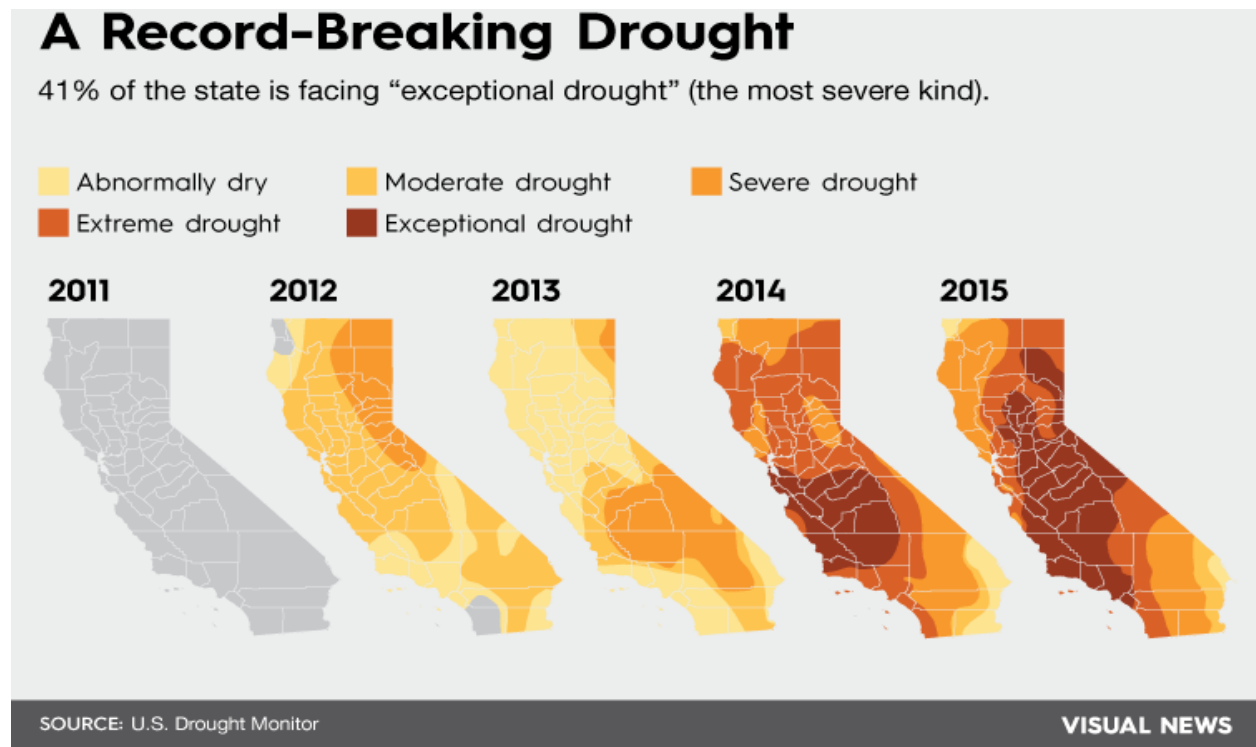 A Record-Breaking Drought
41% of the state is facing “exceptional drought” (the most severe kind).
Abnormally dry
Moderate drought
Severe drought
Extreme drought
Exceptional drought
2011
2012
2013
2014
2015
SOURCE: U.S. Drought Monitor
VISUAL NEWS